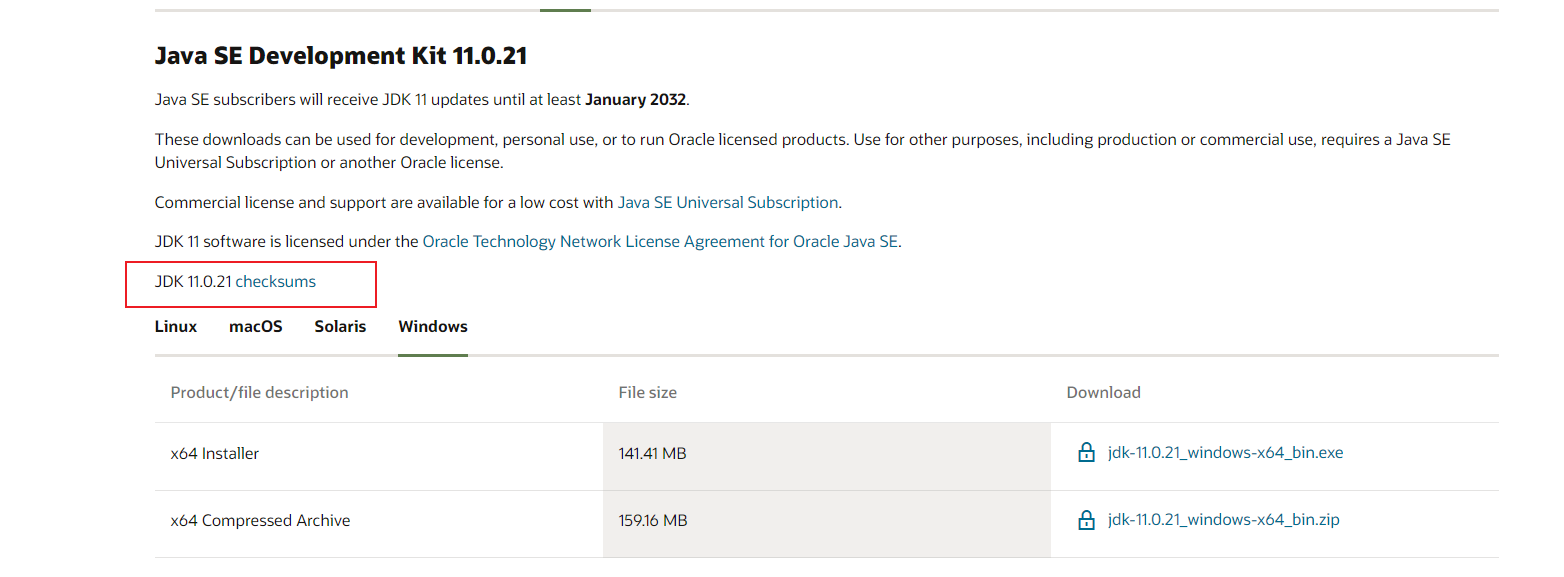 Java SE Development Kit 11.0.21
Java SE subscribers will receive JDK 11 updates until at least January 2032.
These downloads can be used for development, personal use, or to run Oracle licensed products. Use for other purposes, including production or commercial use, requires a Java SE
Universal Subscription or another Oracle license.
Commercial license and support are available for a low cost with Java SE Universal Subscription.
JDK 11 software is licensed under the Oracle Technology Network License Agreement for Oracle Java SE.
JDK 11.0.21 checksums
Linux macOS Solaris Windows
Product/file description File size Download
x64 Installer 141.41 MB jdk-11.0.21_windows-x64_bin.exe
x64 Compressed Archive 159.16 MB jdk-11.0.21_windows-x64_bin.zip